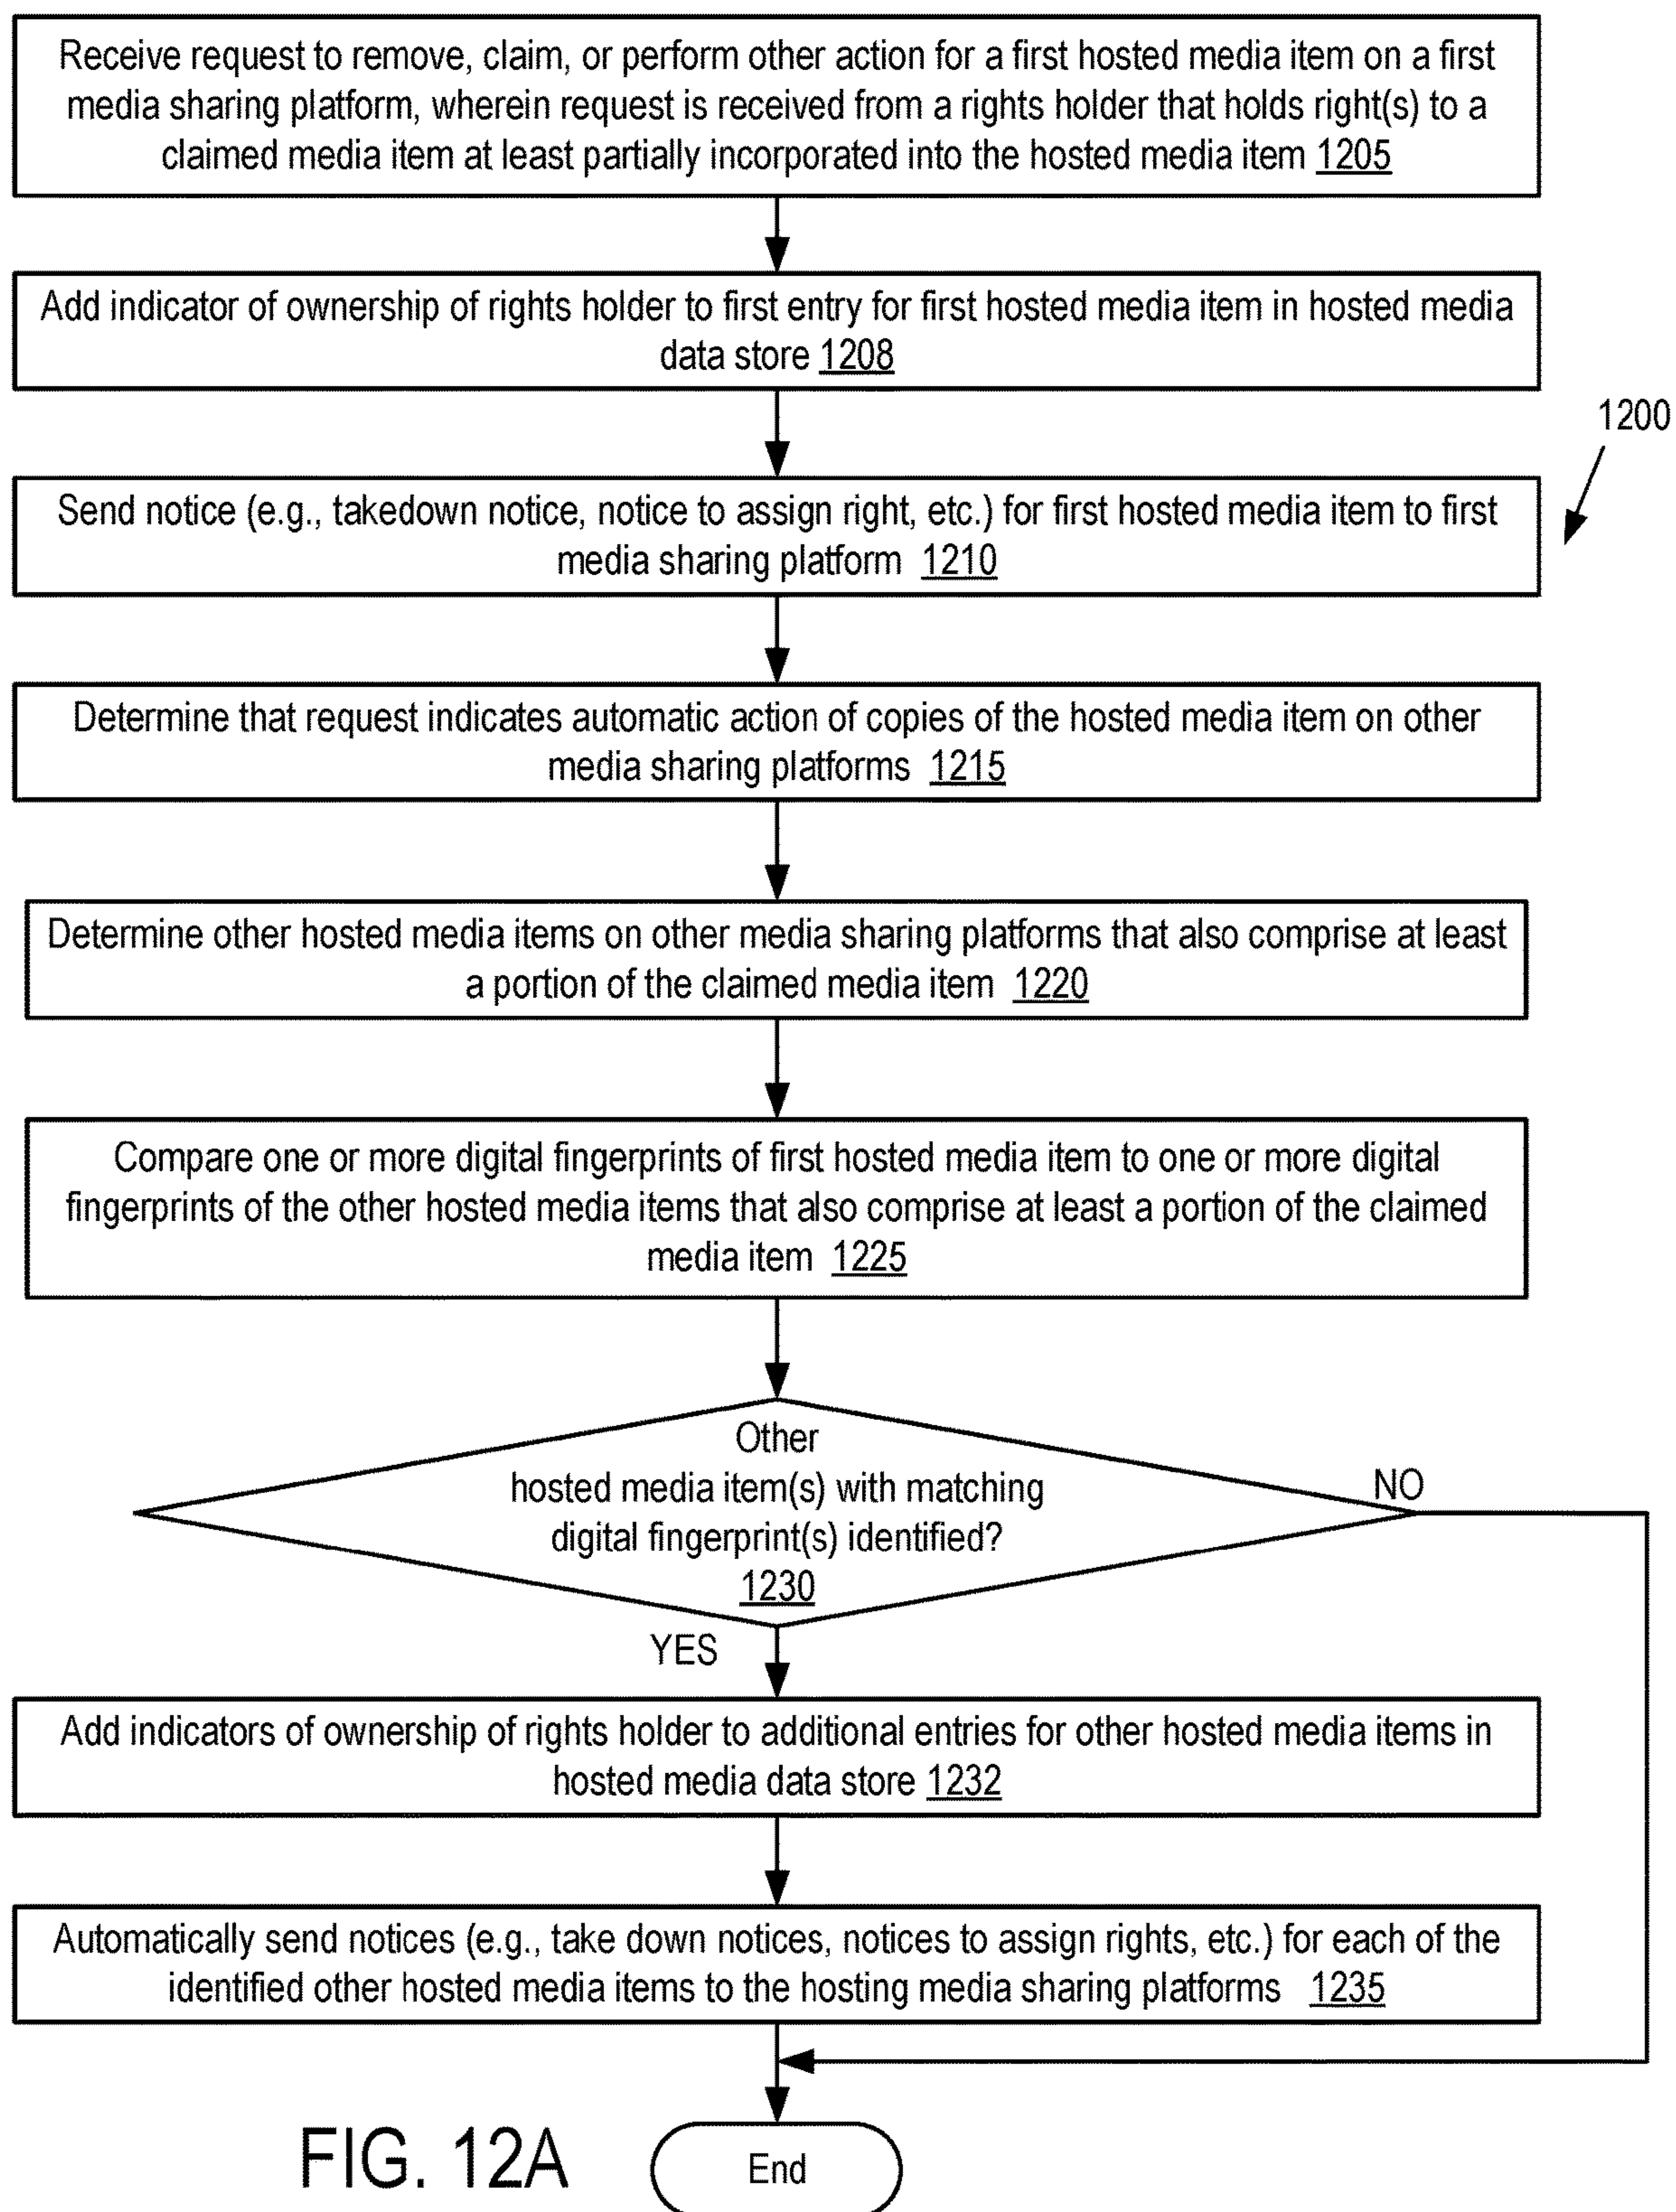 Receive request to remove, claim, or perform other action for a first hosted media item on a first
media sharing platform, wherein request is received from a rights holder that holds right(s) to a
claimed media item at least partially incorporated into the hosted media item 1205
Add indicator of ownership of rights holder to first entry for first hosted media item in hosted media
data store 1208
1200
Send notice (e.g., takedown notice, notice to assign right, etc.) for first hosted media item to first
media sharing platform 1210
Determine that request indicates automatic action of copies of the hosted media item on other
media sharing platforms 1215
Determine other hosted media items on other media sharing platforms that also comprise at least
a portion of the claimed media item 1220
Compare one or more digital fingerprints of first hosted media item to one or more digital
fingerprints of the other hosted media items that also comprise at least a portion of the claimed
media item 1225
Other
hosted media item(s) with matching
digital fingerprint(s) identified?
1230
NO
YES
Add indicators of ownership of rights holder to additional entries for other hosted media items in
hosted media data store 1232
Automatically send notices (e.g., take down notices, notices to assign rights, etc.) for each of the
identified other hosted media items to the hosting media sharing platforms 1235
End
FIG. 12A